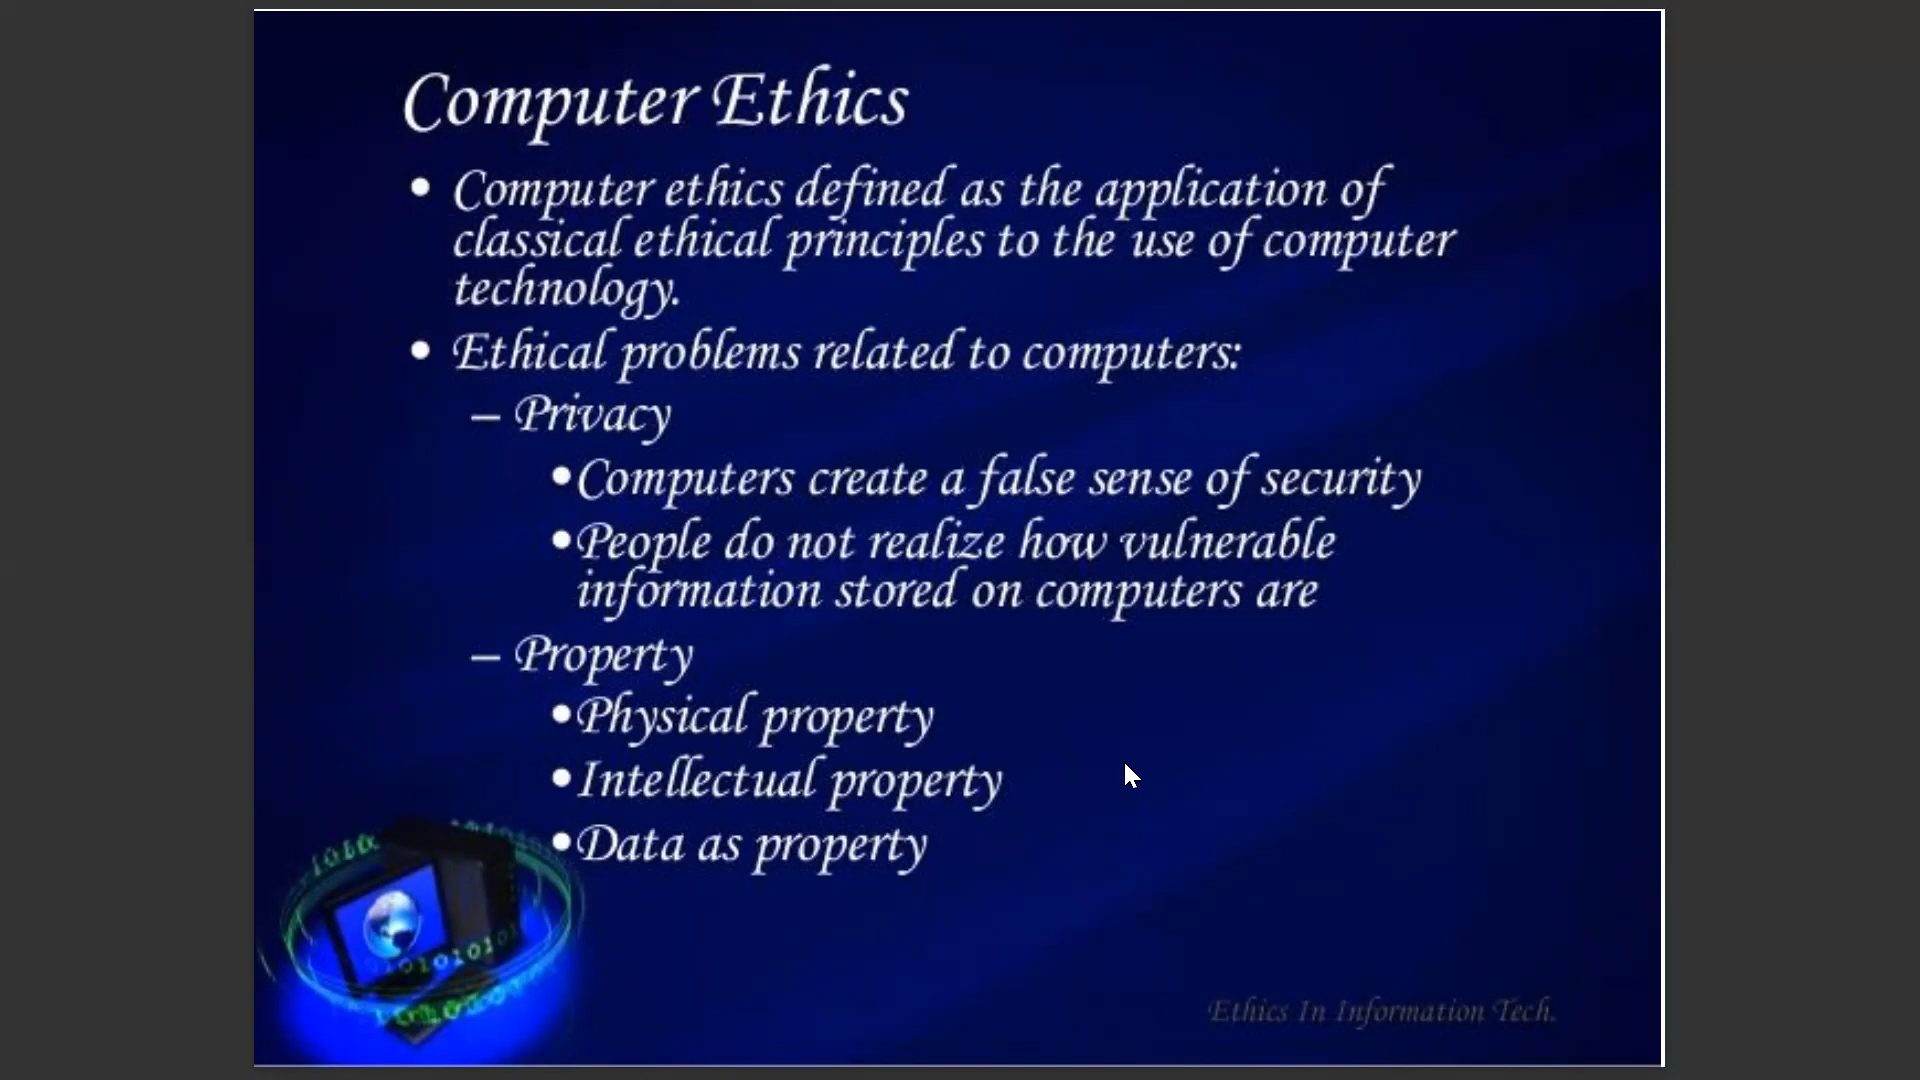 Computer Ethics
• Computer ethics defined as the application of
classical ethical principles to the use of computer
technology.
• Ethical problems related to computers:
– Privacy
•Computers create a false sense of security
•People do not realize how vulnerable
information stored on computers are
– Property
•Physical property
•Intellectual property
•Data as property
Ethics In Information Tech.